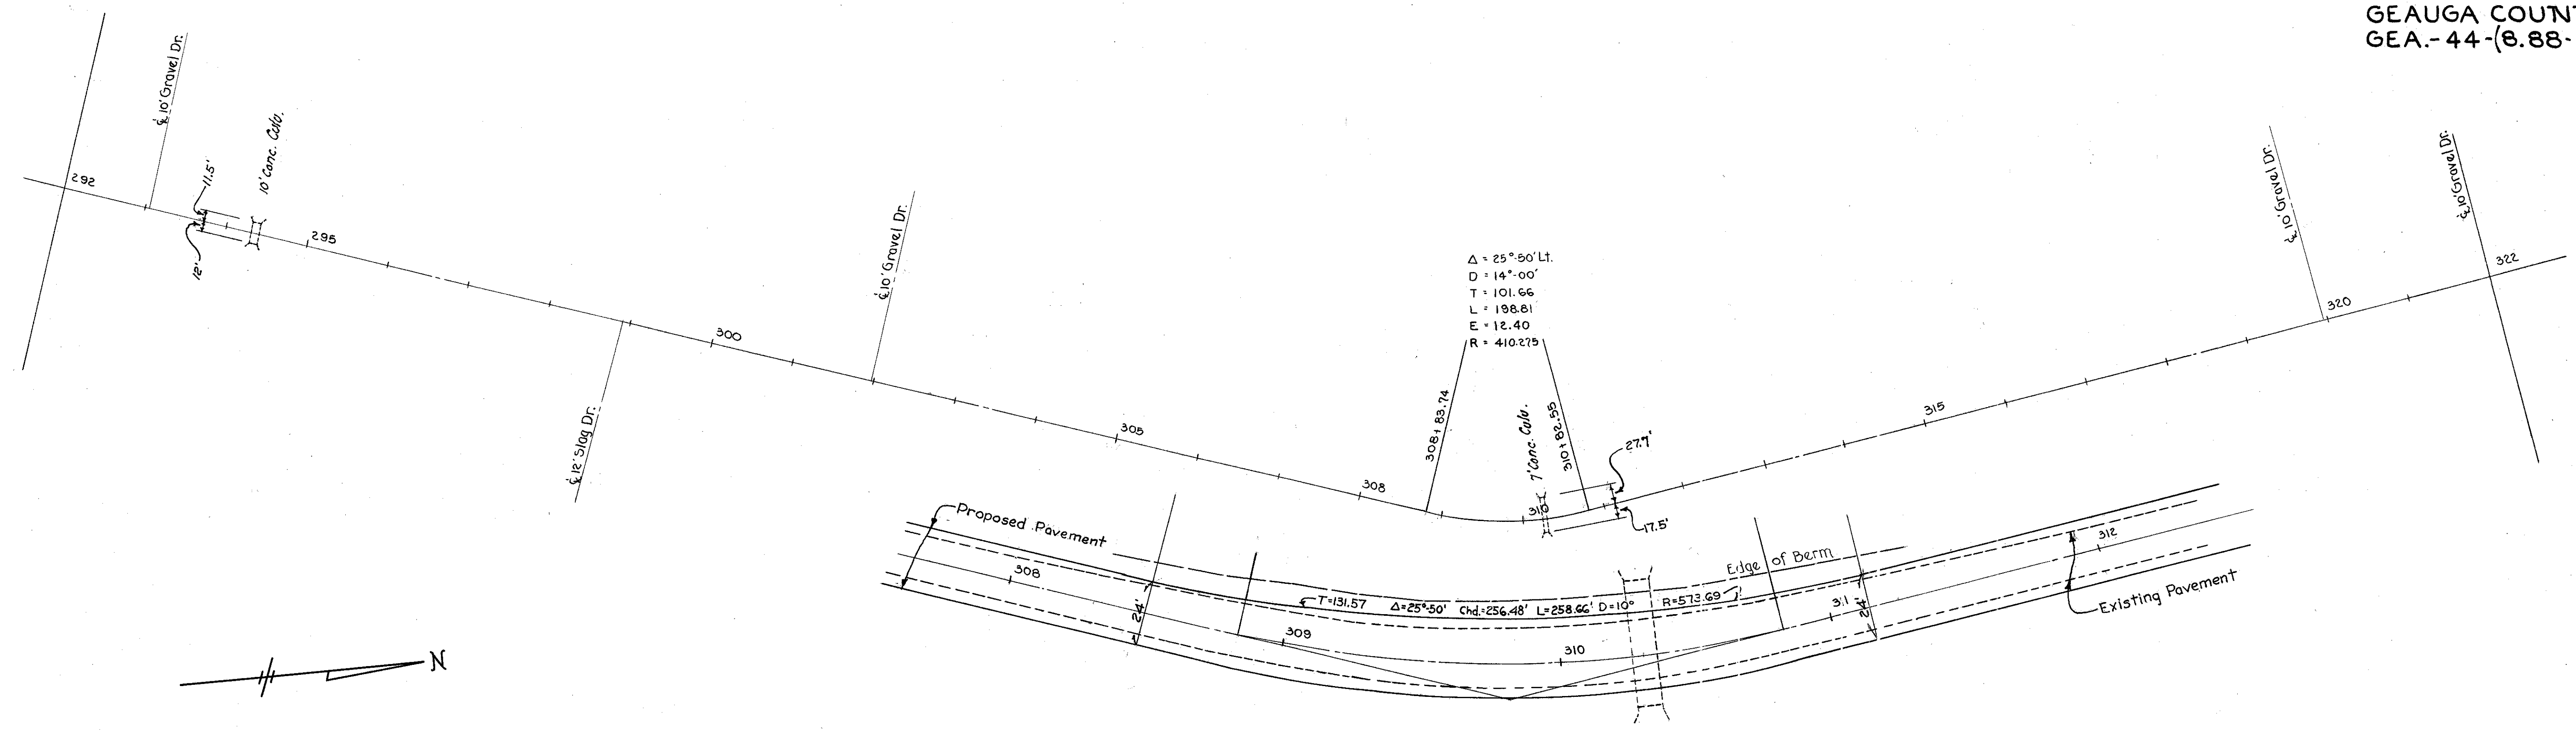 GEAUGA COUNT
GEA.-44-(8.88-
℄ 10' Gravel Dr.
10' Conc. Culv.
11.5'
12'
292
295
℄ 12' Slag Dr.
300
℄ 10' Gravel Dr.
305
308
Δ = 25°-50' Lt.
D = 14°-00'
T = 101.66
L = 198.81
E = 12.40
R = 410.275
308+83.74
310+82.55
7' Conc. Culv.
310
27.7'
17.5'
315
℄ 10' Gravel Dr.
320
℄ 10' Gravel Dr.
322
Proposed Pavement
308
24'
309
T=131.57 Δ=25°-50' Chd.=256.48' L=258.66' D=10° R=573.69
310
Edge of Berm
311
24'
312
Existing Pavement
N